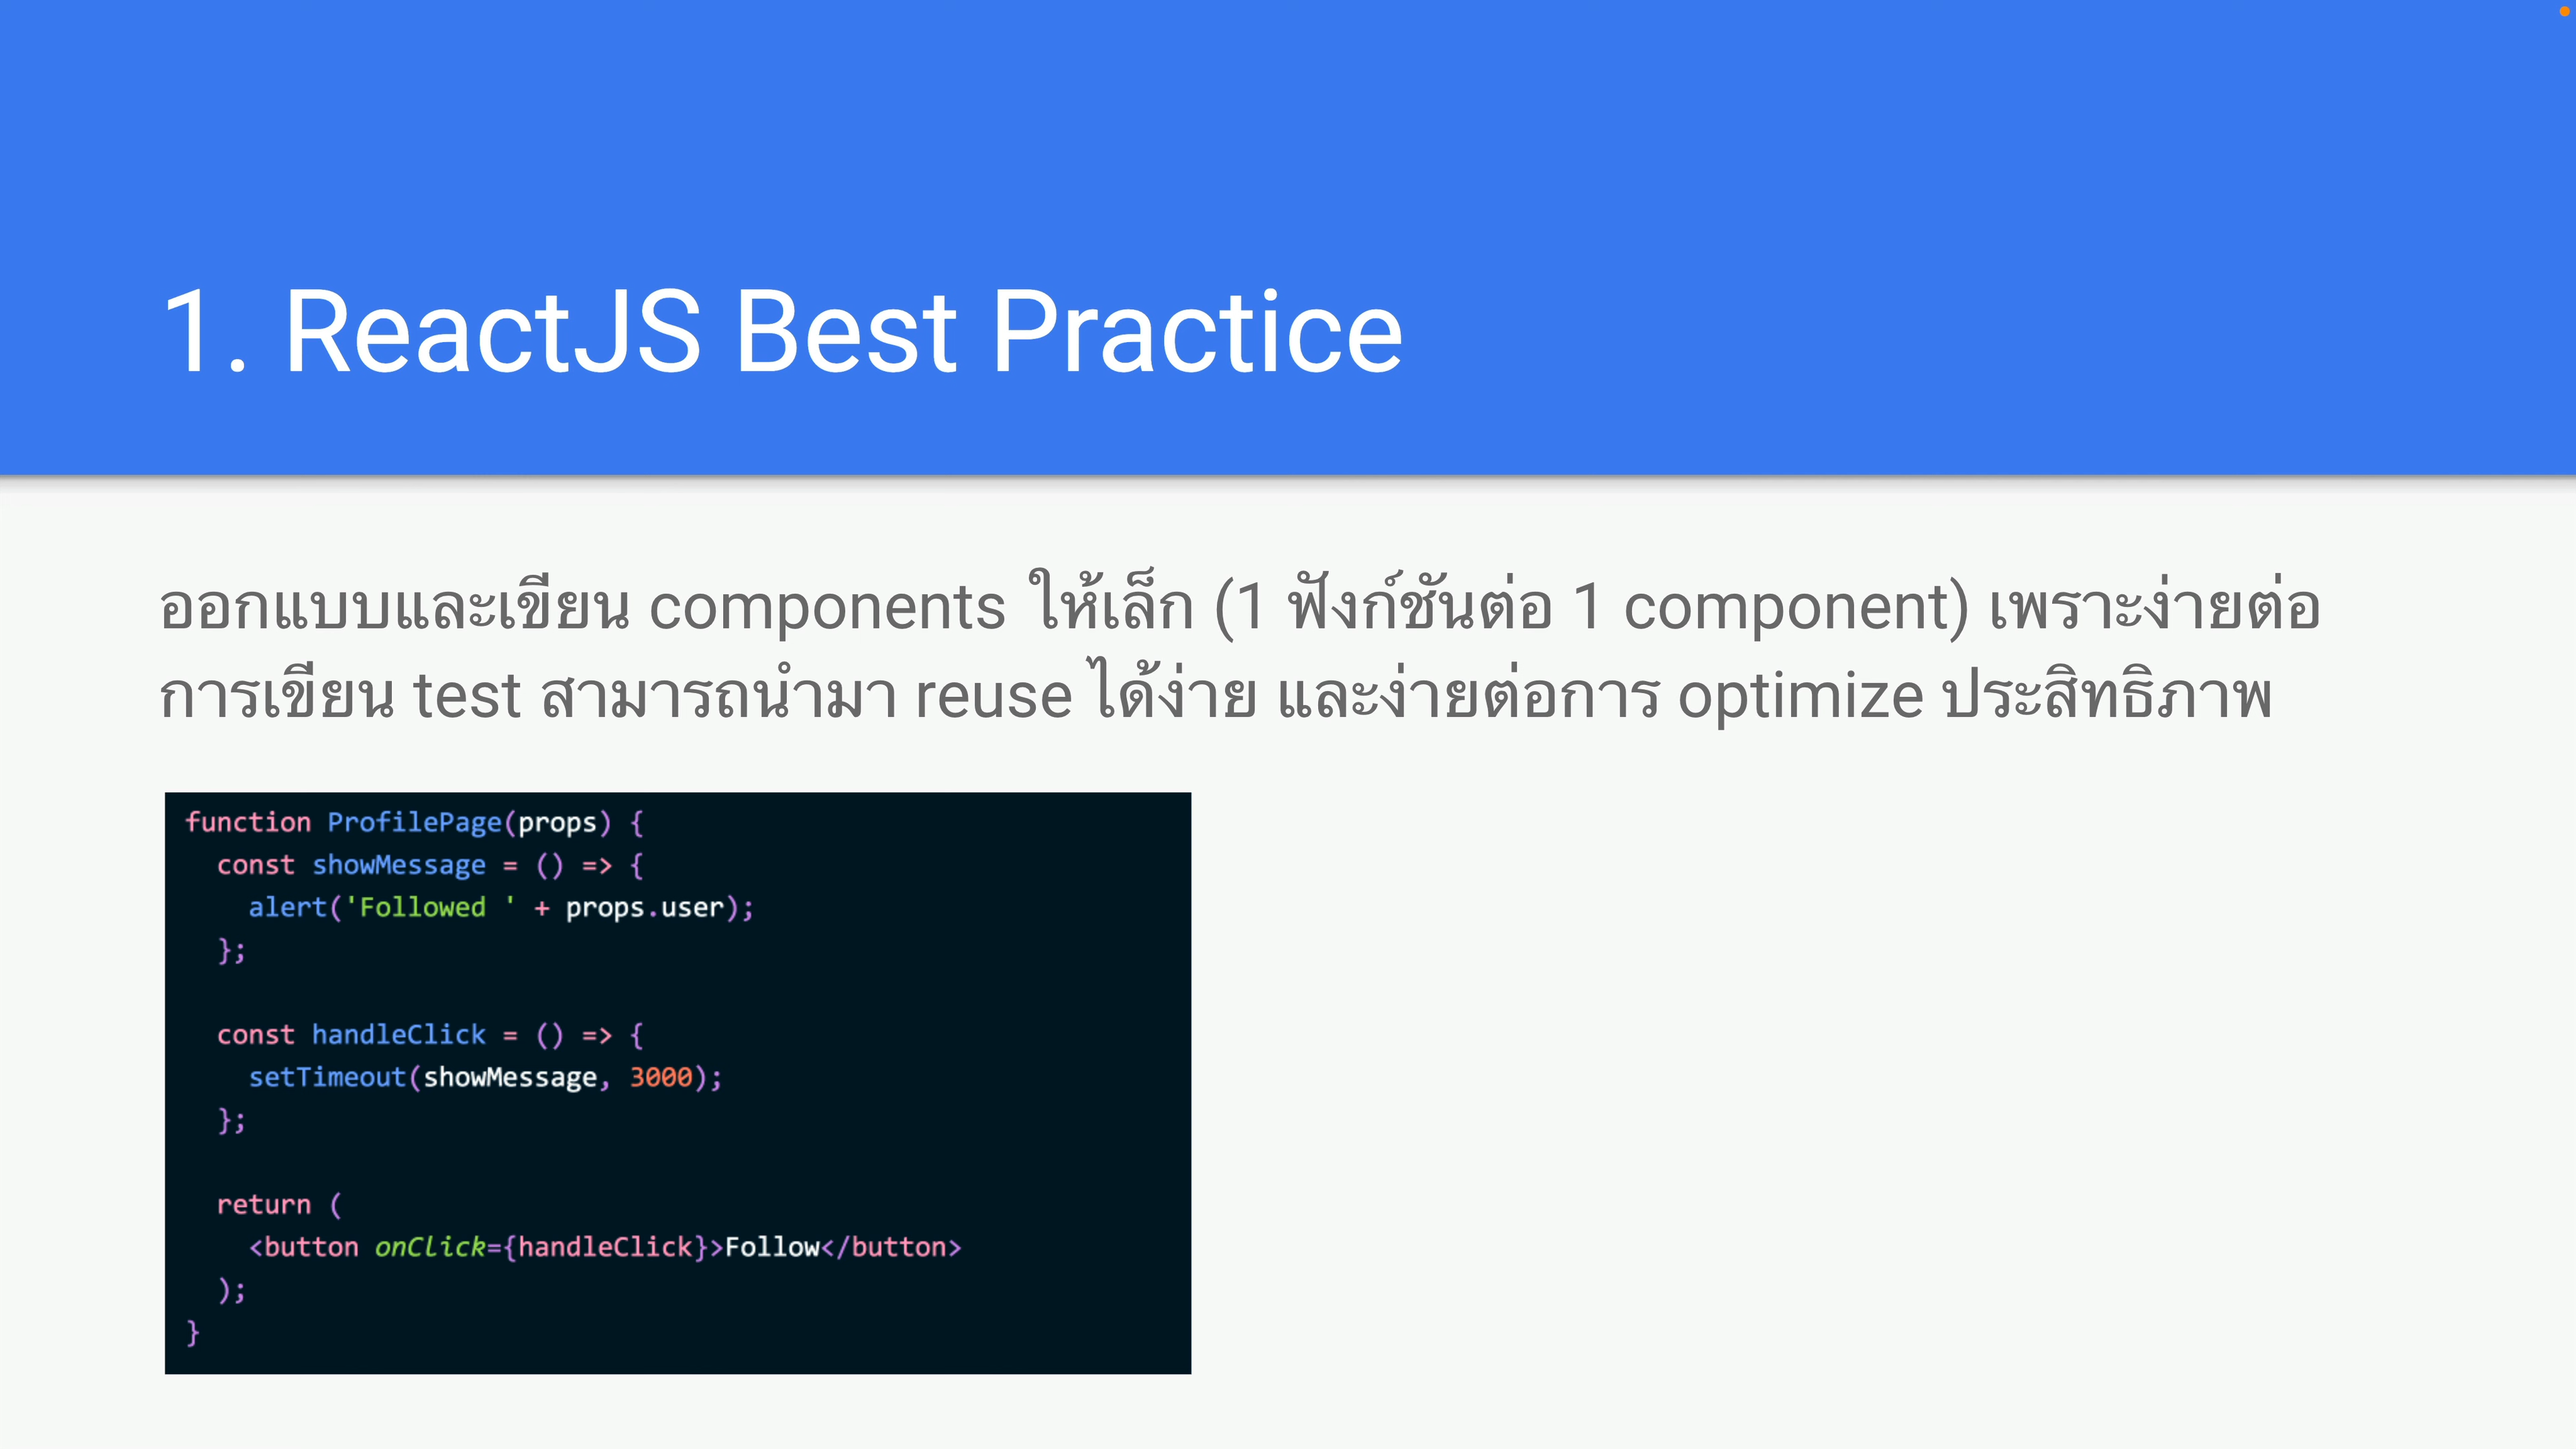 1. ReactJS Best Practice
ออกแบบและเขียน components ให้เล็ก (1 ฟังก์ชันต่อ 1 component) เพราะง่ายต่อ
การเขียน test สามารถนำมา reuse ได้ง่าย และง่ายต่อการ optimize ประสิทธิภาพ
function ProfilePage(props) {
  const showMessage = () => {
    alert('Followed ' + props.user);
  };

  const handleClick = () => {
    setTimeout(showMessage, 3000);
  };

  return (
    <button onClick={handleClick}>Follow</button>
  );
}